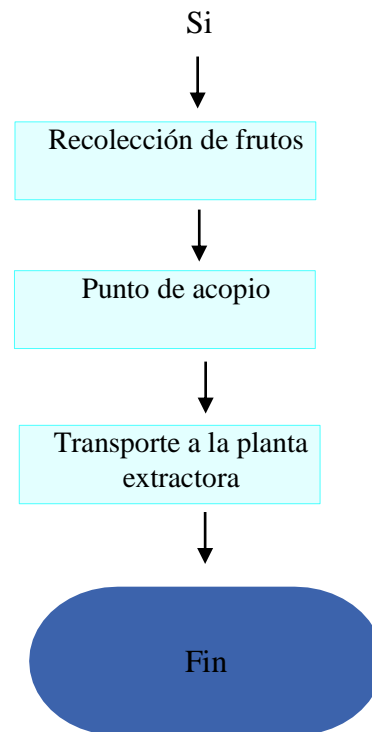 Si
Recolección de frutos
Punto de acopio
Transporte a la planta
extractora
Fin